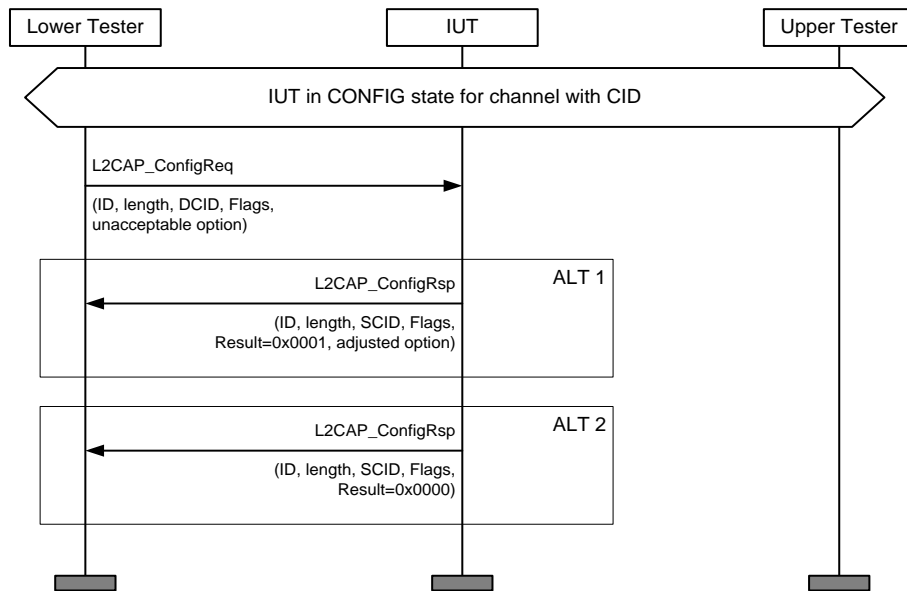 Lower Tester
IUT
Upper Tester
IUT in CONFIG state for channel with CID
L2CAP_ConfigReq
(ID, length, DCID, Flags,
unacceptable option)
ALT 1
L2CAP_ConfigRsp
(ID, length, SCID, Flags,
Result=0x0001, adjusted option)
ALT 2
L2CAP_ConfigRsp
(ID, length, SCID, Flags,
Result=0x0000)